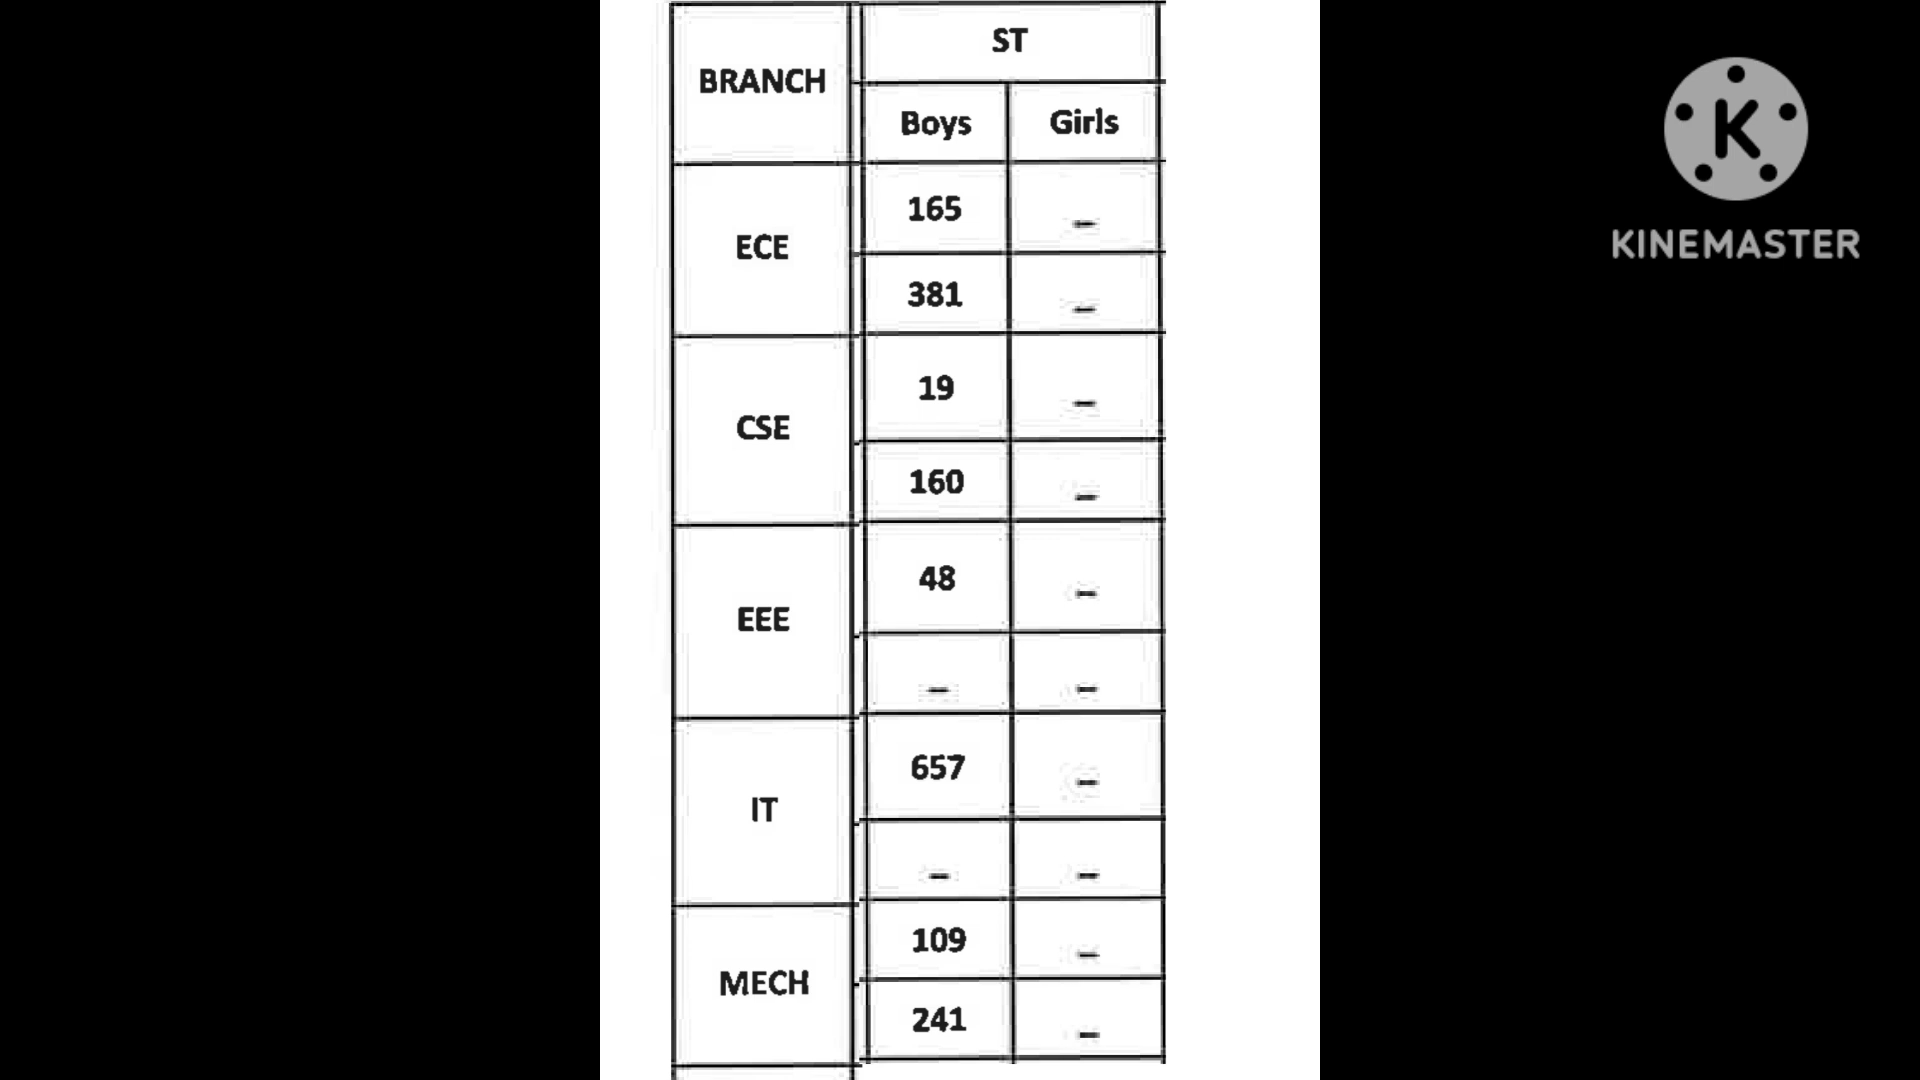 BRANCH
ST
Boys Girls
ECE
165 –
381 –
CSE
19 –
160 –
EEE
48 –
– –
IT
657 –
– –
MECH
109 –
241 –
K
KINEMASTER